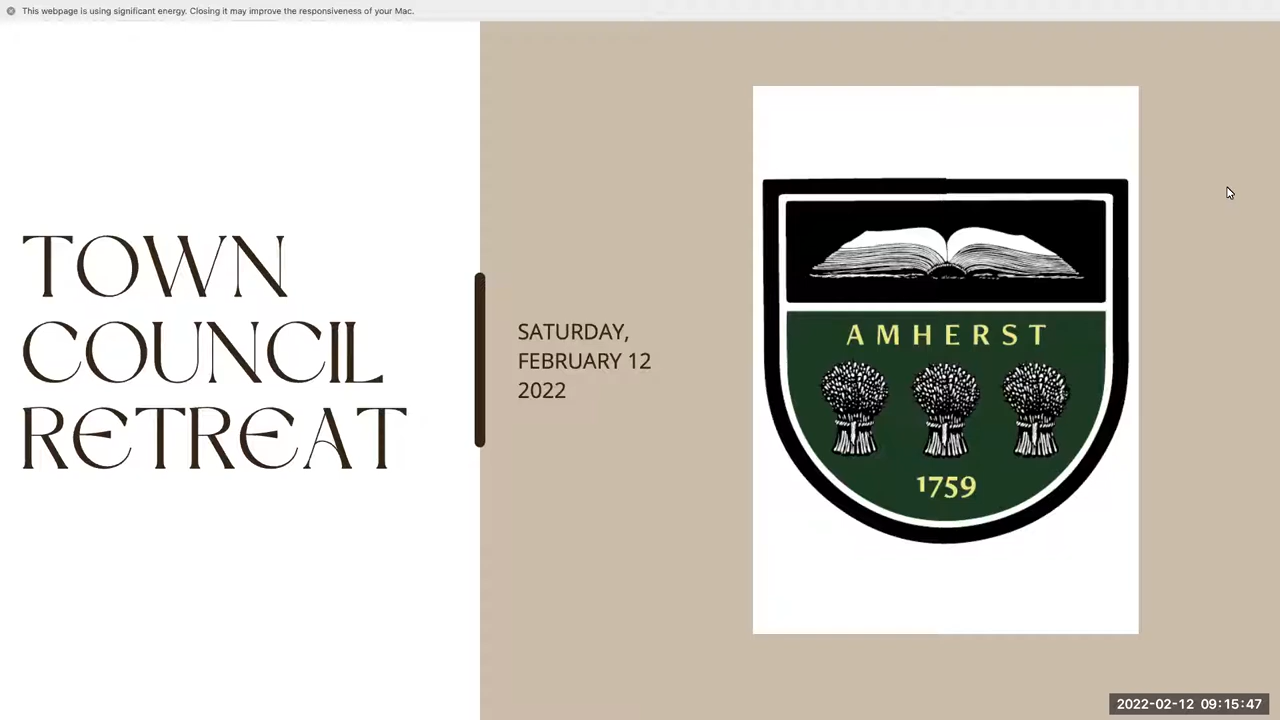 This webpage is using significant energy. Closing it may improve the responsiveness of your Mac.
TOWN
COUNCIL
RETREAT
SATURDAY,
FEBRUARY 12
2022
AMHERST
1759
2022-02-12 09:15:47